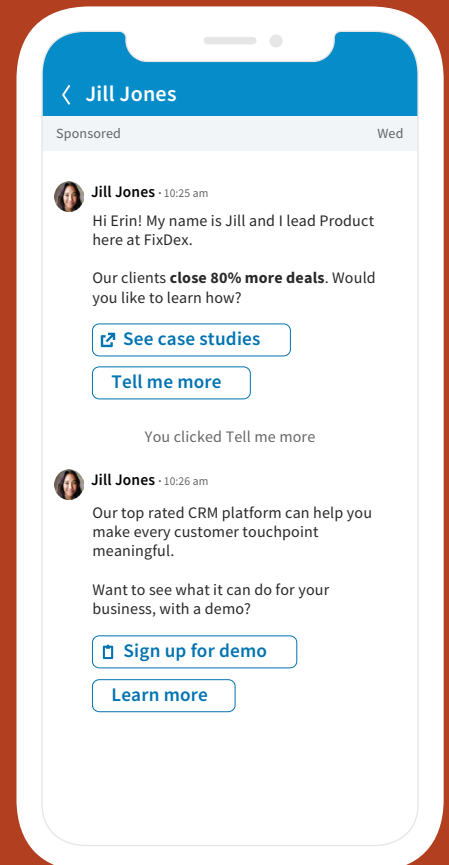 Jill Jones
Sponsored Wed
Jill Jones · 10:25 am
Hi Erin! My name is Jill and I lead Product
here at FixDex.
Our clients close 80% more deals. Would
you like to learn how?
See case studies
Tell me more
You clicked Tell me more
Jill Jones · 10:26 am
Our top rated CRM platform can help you
make every customer touchpoint
meaningful.
Want to see what it can do for your
business, with a demo?
Sign up for demo
Learn more